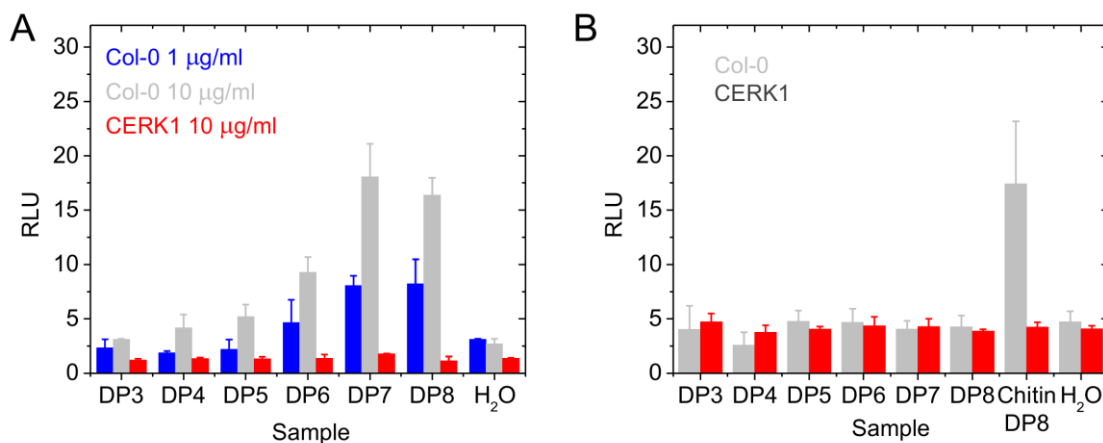 A
Col-0 1 μg/ml
Col-0 10 μg/ml
CERK1 10 μg/ml
RLU
30
25
20
15
10
5
0
DP3 DP4 DP5 DP6 DP7 DP8 H₂O
Sample
B
Col-0
CERK1
RLU
30
25
20
15
10
5
0
DP3 DP4 DP5 DP6 DP7 DP8 Chitin H₂O
DP8
Sample